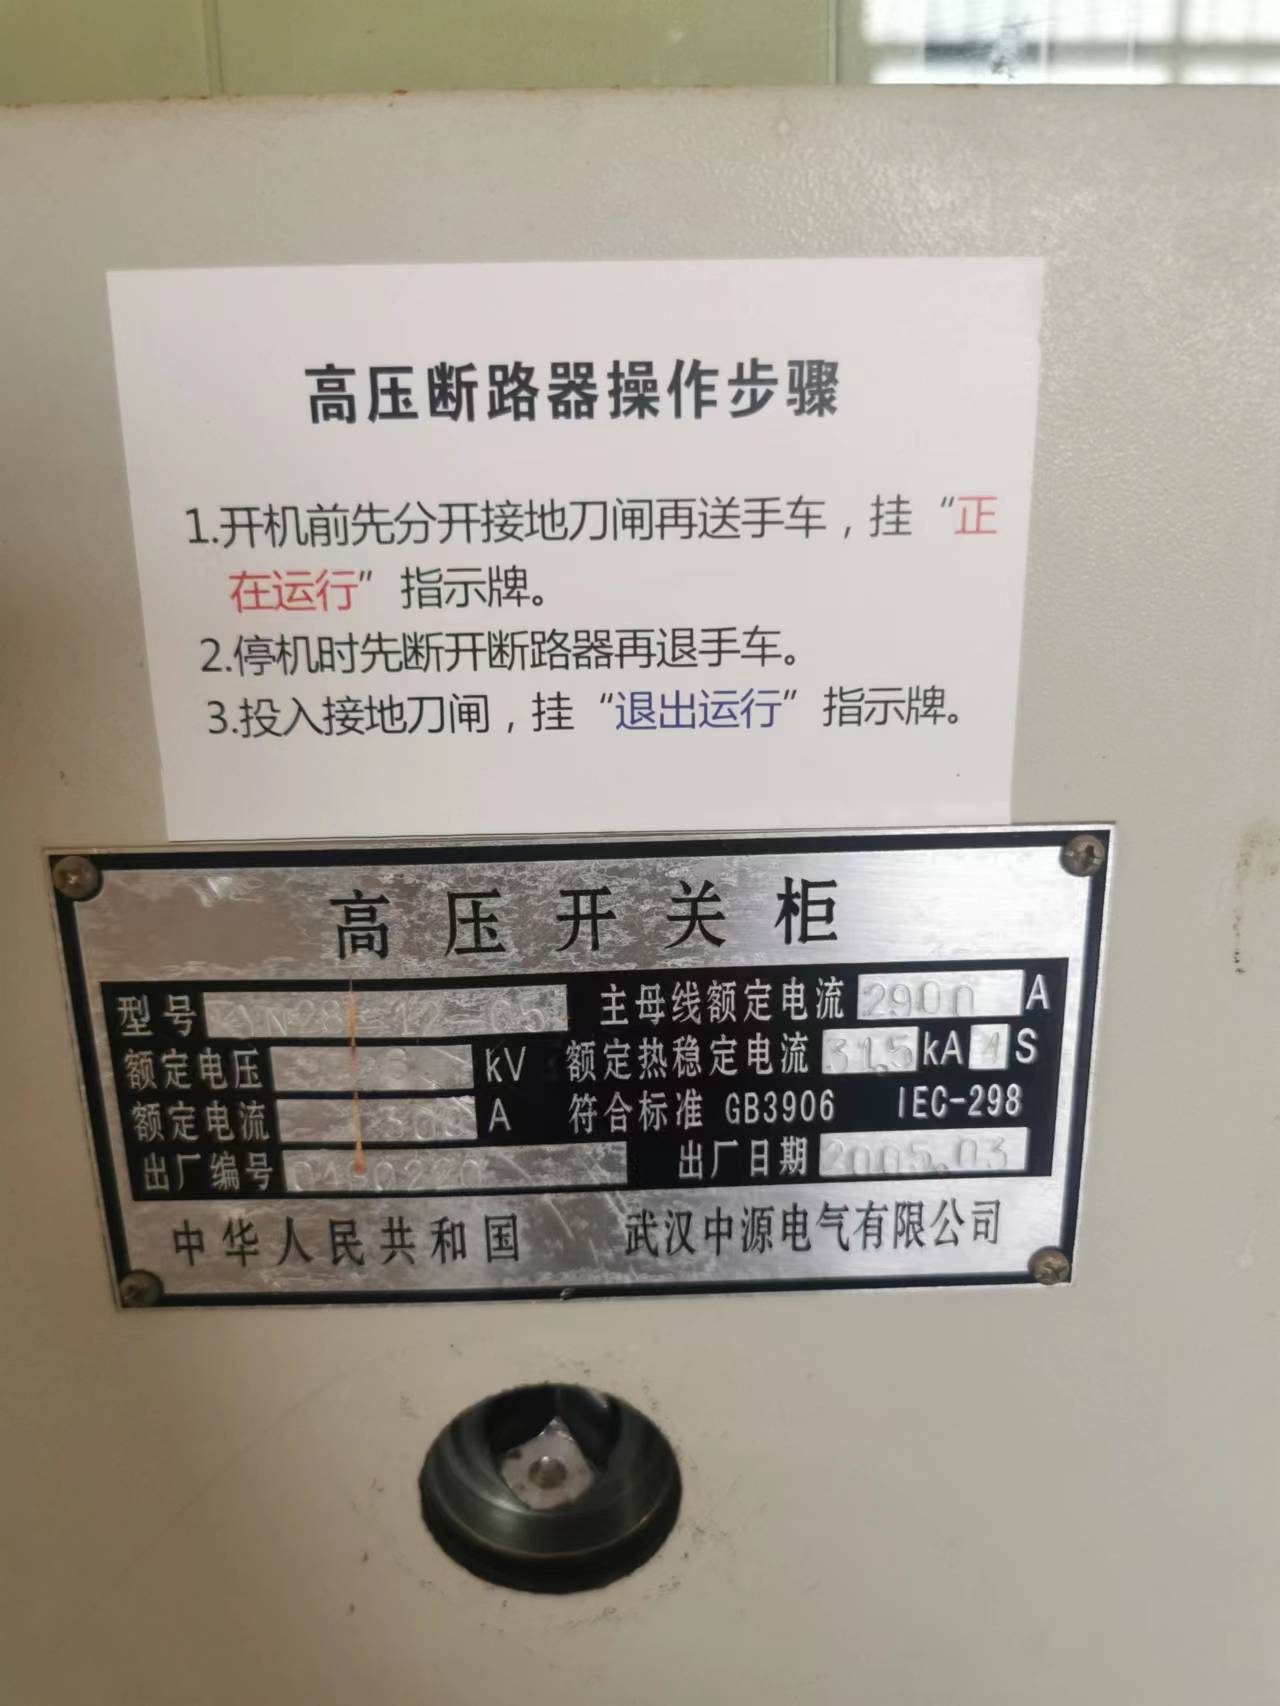 高压断路器操作步骤
1.开机前先分开接地刀闸再送手车，挂“正
在运行”指示牌。
2.停机时先断开断路器再退手车。
3.投入接地刀闸，挂“退出运行”指示牌。
高压开关柜
型号 主母线额定电流 2900 A
额定电压 kV 额定热稳定电流 31.5 kA S
额定电流 A 符合标准 GB3906 IEC-298
出厂编号 出厂日期 2005.03
中华人民共和国 武汉中源电气有限公司